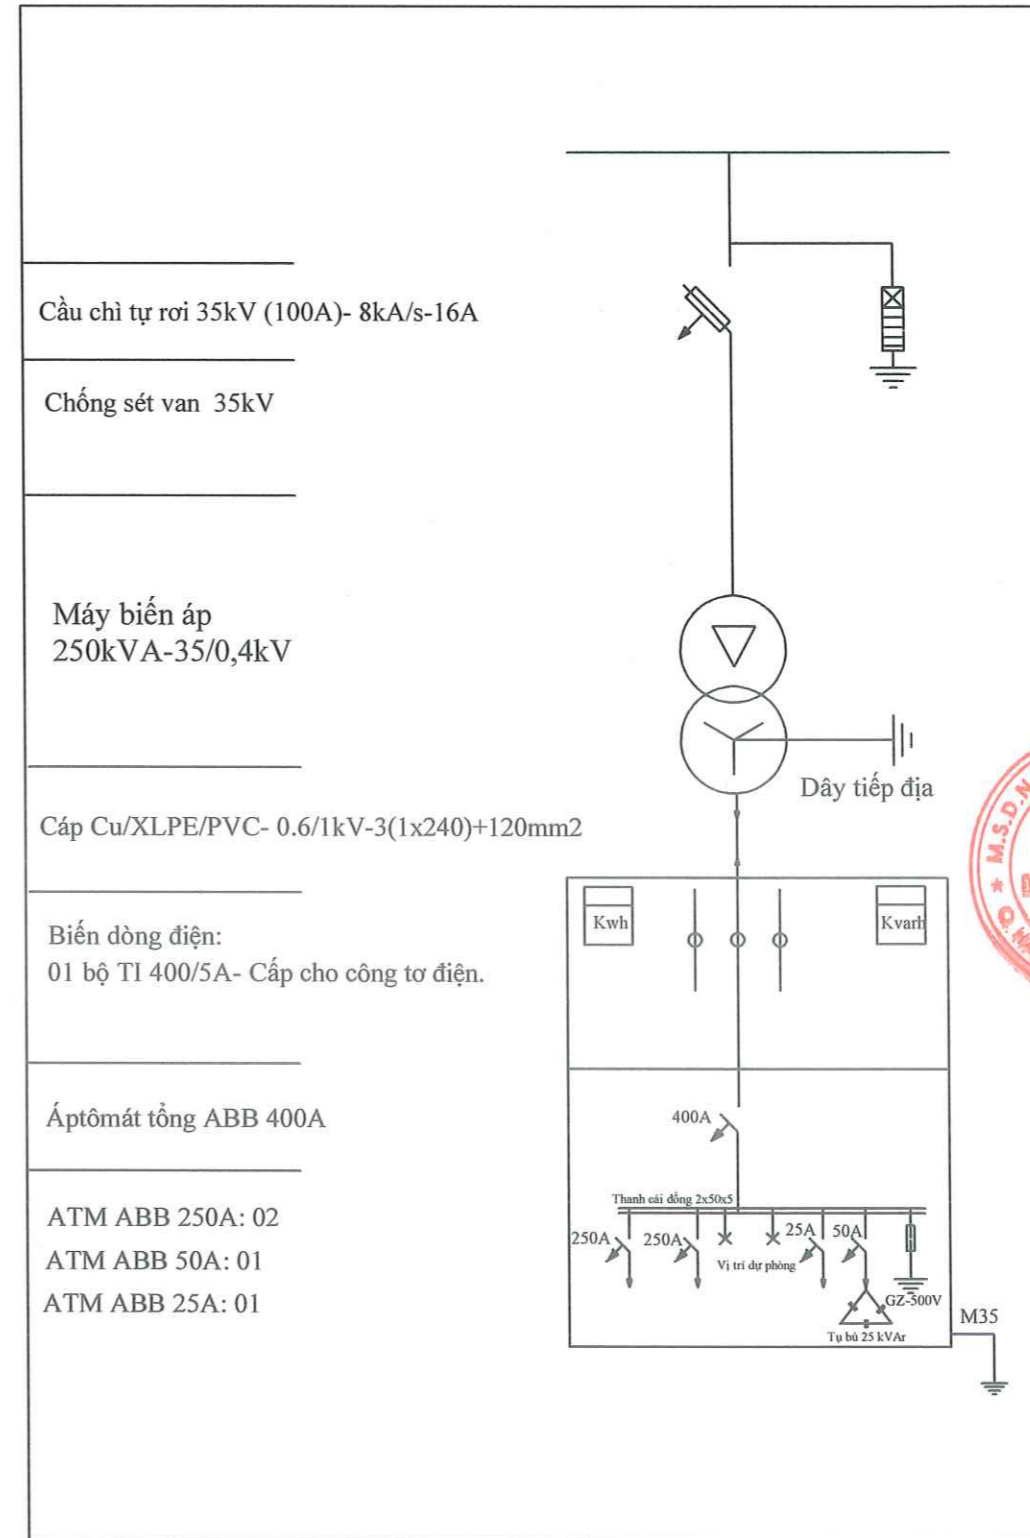 Cầu chì tự rơi 35kV (100A)- 8kA/s-16A
Chống sét van 35kV
Máy biến áp
250kVA-35/0,4kV
Dây tiếp địa
Cáp Cu/XLPE/PVC- 0.6/1kV-3(1x240)+120mm2
Kwh
Kvarh
Biến dòng điện:
01 bộ TI 400/5A- Cấp cho công tơ điện.
Áptômát tổng ABB 400A
400A
Thanh cái đồng 2x50x5
250A
250A
25A
50A
Vị trí dự phòng
GZ-500V
Tụ bù 25 kVAr
M35
ATM ABB 250A: 02
ATM ABB 50A: 01
ATM ABB 25A: 01
M.S.D.N